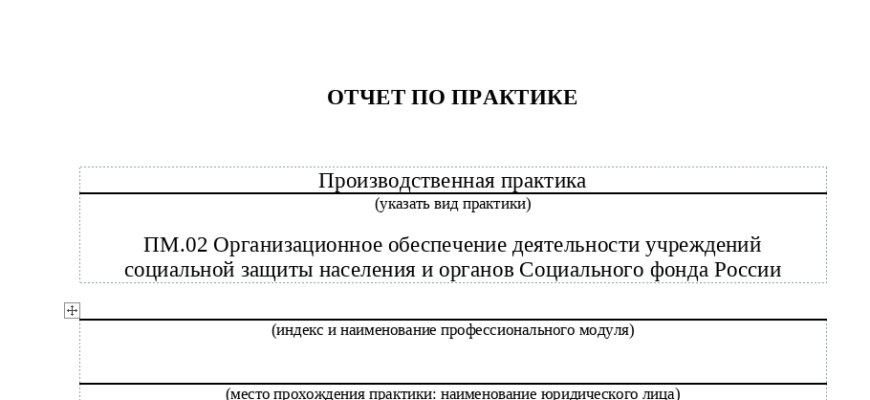 ОТЧЕТ ПО ПРАКТИКЕ
Производственная практика
(указать вид практики)
ПМ.02 Организационное обеспечение деятельности учреждений
социальной защиты населения и органов Социального фонда России
(индекс и наименование профессионального модуля)
(место прохождения практики: наименование юридического лица)